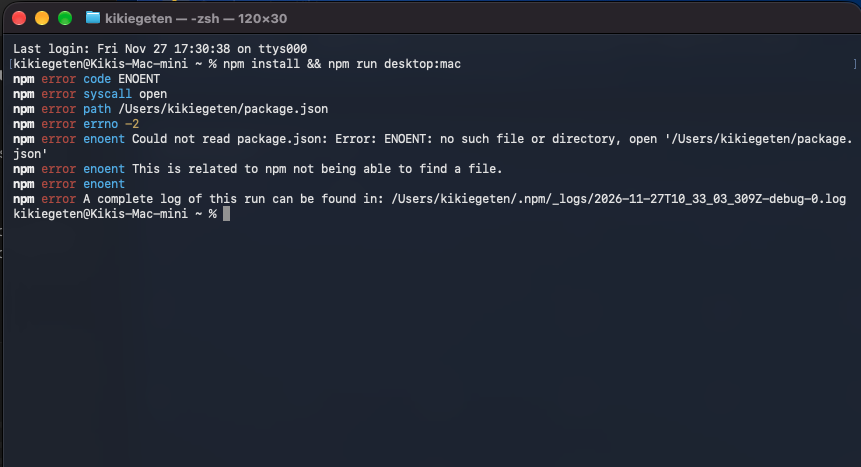 kikiegeten — -zsh — 120×30
Last login: Fri Nov 27 17:30:38 on ttys000
[kikiegeten@Kikis-Mac-mini ~ % npm install && npm run desktop:mac ]
npm error code ENOENT
npm error syscall open
npm error path /Users/kikiegeten/package.json
npm error errno -2
npm error enoent Could not read package.json: Error: ENOENT: no such file or directory, open '/Users/kikiegeten/package.
json'
npm error enoent This is related to npm not being able to find a file.
npm error enoent
npm error A complete log of this run can be found in: /Users/kikiegeten/.npm/_logs/2026-11-27T10_33_03_309Z-debug-0.log
kikiegeten@Kikis-Mac-mini ~ %